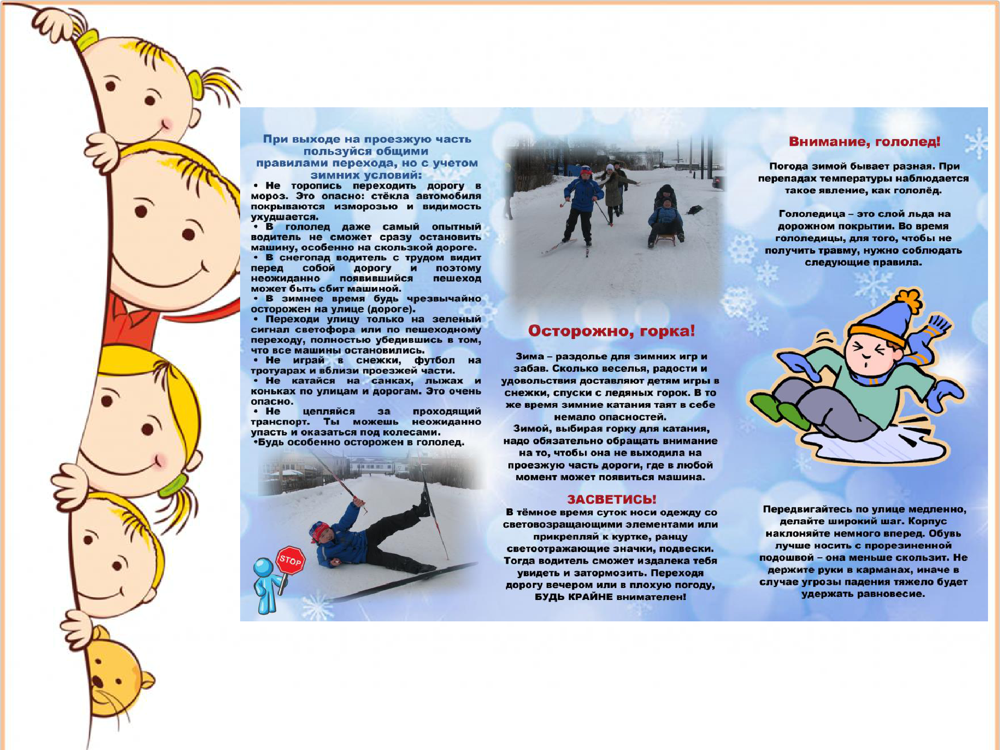 При выходе на проезжую часть
пользуйся общими
правилами перехода, но с учетом
зимних условий:
• Не торопись переходить дорогу в
мороз. Это опасно: стёкла автомобиля
покрываются изморозью и видимость
ухудшается.
• В гололед даже самый опытный
водитель не сможет сразу остановить
машину, особенно на скользкой дороге.
• В снегопад водитель с трудом видит
перед собой дорогу и поэтому
неожиданно появившийся пешеход
может быть сбит машиной.
• В зимнее время будь чрезвычайно
осторожен на улице (дороге).
• Переходи улицу только на зеленый
сигнал светофора или по пешеходному
переходу, полностью убедившись в том,
что все машины остановились.
• Не играй в снежки, футбол на
тротуарах и вблизи проезжей части.
• Не катайся на санках, лыжах и
коньках по улицам и дорогам. Это очень
опасно.
• Не цепляйся за проходящий
транспорт. Ты можешь неожиданно
упасть и оказаться под колесами.
•Будь особенно осторожен в гололед.
STOP
Осторожно, горка!
Зима – раздолье для зимних игр и
забав. Сколько веселья, радости и
удовольствия доставляют детям игры в
снежки, спуски с ледяных горок. В то
же время зимние катания таят в себе
немало опасностей.
Зимой, выбирая горку для катания,
надо обязательно обращать внимание
на то, чтобы она не выходила на
проезжую часть дороги, где в любой
момент может появиться машина.
ЗАСВЕТИСЬ!
В тёмное время суток носи одежду со
световозращающими элементами или
прикрепляй к куртке, ранцу
светоотражающие значки, подвески.
Тогда водитель сможет издалека тебя
увидеть и затормозить. Переходя
дорогу вечером или в плохую погоду,
БУДЬ КРАЙНЕ внимателен!
Внимание, гололед!
Погода зимой бывает разная. При
перепадах температуры наблюдается
такое явление, как гололёд.
Гололедица – это слой льда на
дорожном покрытии. Во время
гололедицы, для того, чтобы не
получить травму, нужно соблюдать
следующие правила.
Передвигайтесь по улице медленно,
делайте широкий шаг. Корпус
наклоняйте немного вперед. Обувь
лучше носить с прорезиненной
подошвой – она меньше скользит. Не
держите руки в карманах, иначе в
случае угрозы падения тяжело будет
удержать равновесие.